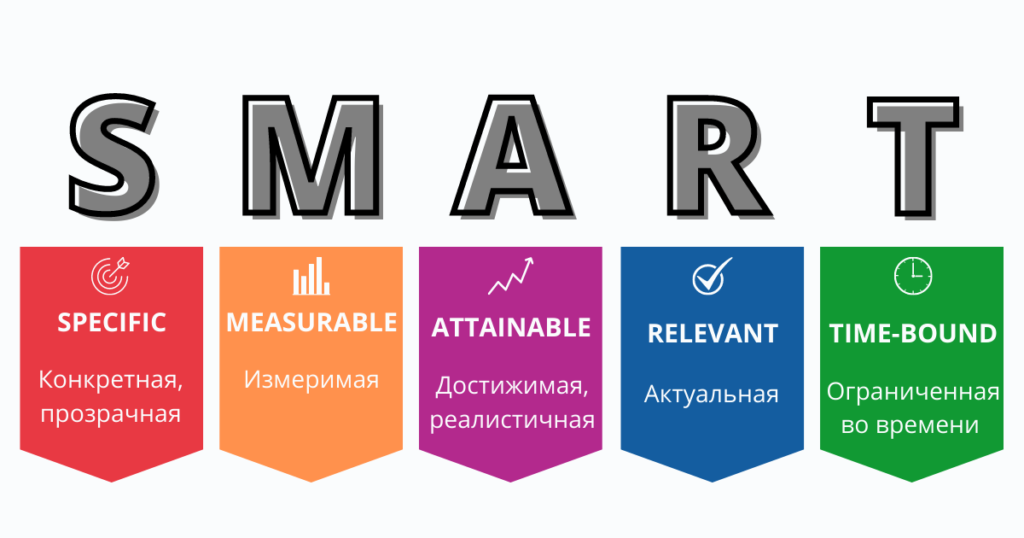 S M A R T
SPECIFIC
Конкретная,
прозрачная
MEASURABLE
Измеримая
ATTAINABLE
Достижимая,
реалистичная
RELEVANT
Актуальная
TIME-BOUND
Ограниченная
во времени